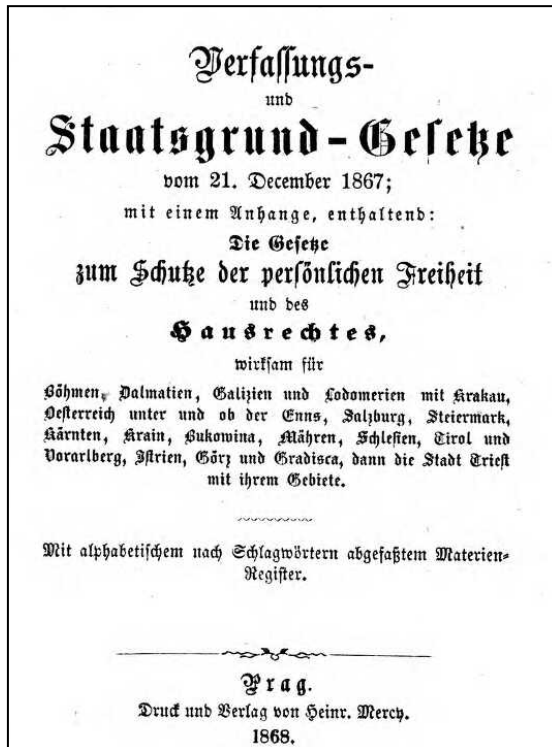 Verfassungs-
und
Staatsgrund-Gesetze
vom 21. December 1867;
mit einem Anhange, enthaltend:
Die Gesetze
zum Schutze der persönlichen Freiheit
und des
Hausrechtes,
wirksam für
Böhmen, Dalmatien, Galizien und Lodomerien mit Krakau,
Oesterreich unter und ob der Enns, Salzburg, Steiermark,
Kärnten, Krain, Bukowina, Mähren, Schlesien, Tirol und
Vorarlberg, Istrien, Görz und Gradisca, dann die Stadt Triest
mit ihrem Gebiete.
Mit alphabetischem nach Schlagwörtern abgefaßtem Materien-
Register.
Prag.
Druck und Verlag von Heinr. Mercy.
1868.